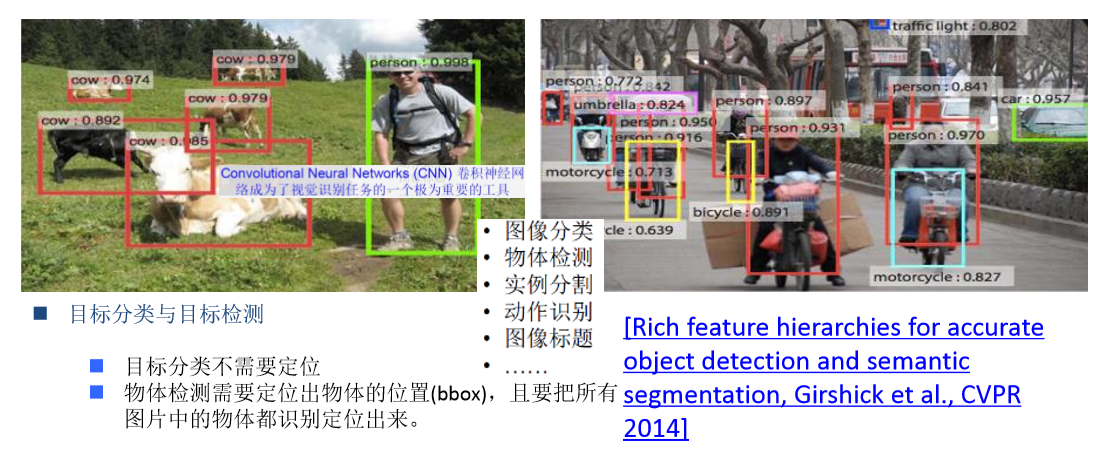 cow : 0.979
cow : 0.974
person : 0.998
cow : 0.979
cow : 0.892
cow : 0.985
Convolutional Neural Networks (CNN) 卷积神经网
络成为了视觉识别任务的一个极为重要的工具
traffic light : 0.802
person : 0.772
0.842
person : 0.841
umbrella : 0.824
person : 0.897
car : 0.957
person : 0.950
person : 0.916
person : 0.931
person : 0.970
motorcycle : 0.713
bicycle : 0.891
cle : 0.639
motorcycle : 0.827
• 图像分类
• 物体检测
• 实例分割
• 动作识别
• 图像标题
• ……
■ 目标分类与目标检测
■ 目标分类不需要定位
■ 物体检测需要定位出物体的位置(bbox)，且要把所有
图片中的物体都识别定位出来。
[Rich feature hierarchies for accurate
object detection and semantic
segmentation, Girshick et al., CVPR
2014]